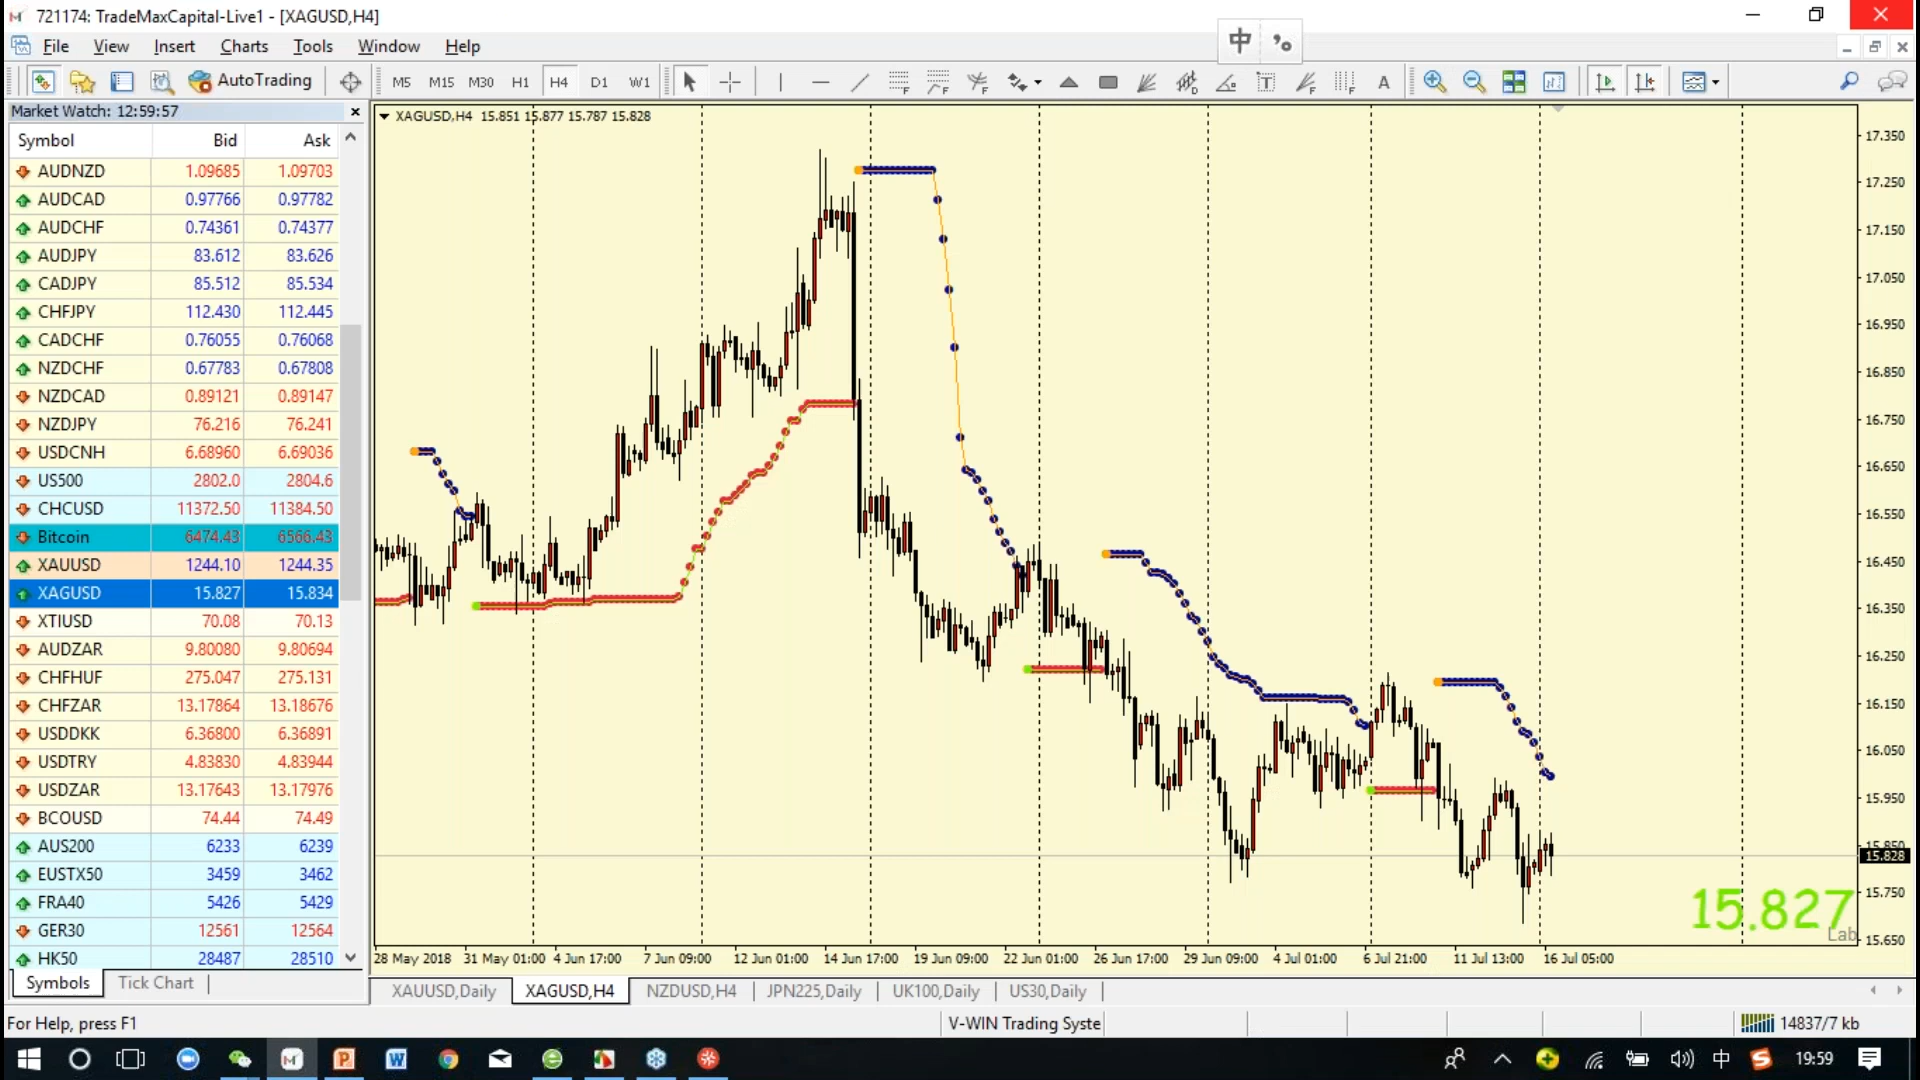 721174: TradeMaxCapital-Live1 - [XAGUSD,H4]
File View Insert Charts Tools Window Help
中 °,
AutoTrading M5 M15 M30 H1 H4 D1 W1 A
Market Watch: 12:59:57
Symbol Bid Ask
AUDNZD 1.09685 1.09703
AUDCAD 0.97766 0.97782
AUDCHF 0.74361 0.74377
AUDJPY 83.612 83.626
CADJPY 85.512 85.534
CHFJPY 112.430 112.445
CADCHF 0.76055 0.76068
NZDCHF 0.67783 0.67808
NZDCAD 0.89121 0.89147
NZDJPY 76.216 76.241
USDCNH 6.68960 6.69036
US500 2802.0 2804.6
CHCUSD 11372.50 11384.50
Bitcoin 6474.43 6566.43
XAUUSD 1244.10 1244.35
XAGUSD 15.827 15.834
XTIUSD 70.08 70.13
AUDZAR 9.80080 9.80694
CHFHUF 275.047 275.131
CHFZAR 13.17864 13.18676
USDDKK 6.36800 6.36891
USDTRY 4.83830 4.83944
USDZAR 13.17643 13.17976
BCOUSD 74.44 74.49
AUS200 6233 6239
EUSTX50 3459 3462
FRA40 5426 5429
GER30 12561 12564
HK50 28487 28510
Symbols Tick Chart
XAGUSD,H4 15.851 15.877 15.787 15.828
17.350
17.250
17.150
17.050
16.950
16.850
16.750
16.650
16.550
16.450
16.350
16.250
16.150
16.050
15.950
15.828
15.750
15.650
15.827
Lab
28 May 2018 31 May 01:00 4 Jun 17:00 7 Jun 09:00 12 Jun 01:00 14 Jun 17:00 19 Jun 09:00 22 Jun 01:00 26 Jun 17:00 29 Jun 09:00 4 Jul 01:00 6 Jul 21:00 11 Jul 13:00 16 Jul 05:00
XAUUSD,Daily XAGUSD,H4 NZDUSD,H4 JPN225,Daily UK100,Daily US30,Daily
For Help, press F1 V-WIN Trading Syste 14837/7 kb
中 19:59